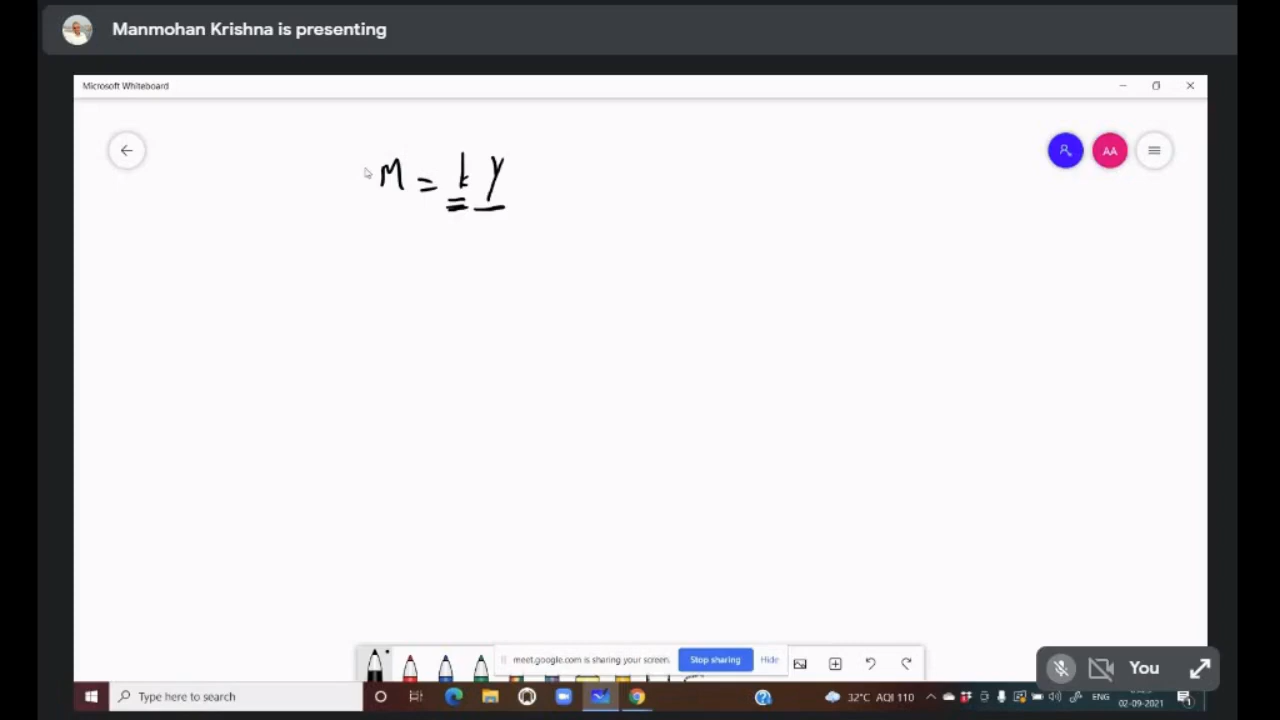 Manmohan Krishna is presenting
Microsoft Whiteboard
AA
M = k y
meet.google.com is sharing your screen.
Stop sharing
Hide
You
Type here to search
32°C AQI 110
ENG
02-09-2021